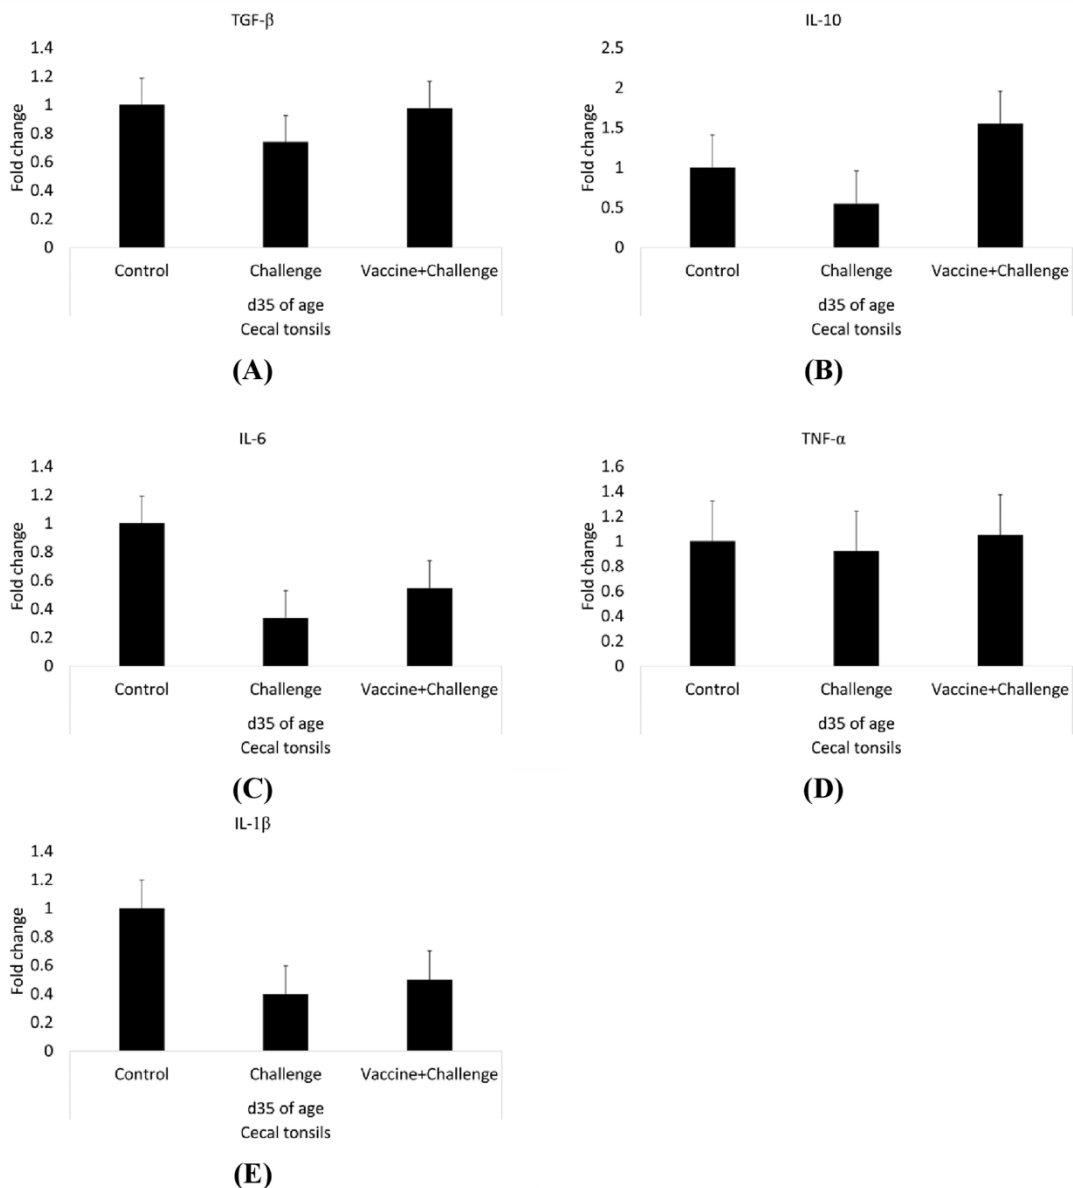 TGF-β
1.4
1.2
1
0.8
0.6
0.4
0.2
0
Fold change
Control Challenge Vaccine+Challenge
d35 of age
Cecal tonsils
(A)
IL-10
2.5
2
1.5
1
0.5
0
Fold change
Control Challenge Vaccine+Challenge
d35 of age
Cecal tonsils
(B)
IL-6
1.4
1.2
1
0.8
0.6
0.4
0.2
0
Fold change
Control Challenge Vaccine+Challenge
d35 of age
Cecal tonsils
(C)
TNF-α
1.6
1.4
1.2
1
0.8
0.6
0.4
0.2
0
Fold change
Control Challenge Vaccine+Challenge
d35 of age
Cecal tonsils
(D)
IL-1β
1.4
1.2
1
0.8
0.6
0.4
0.2
0
Fold change
Control Challenge Vaccine+Challenge
d35 of age
Cecal tonsils
(E)